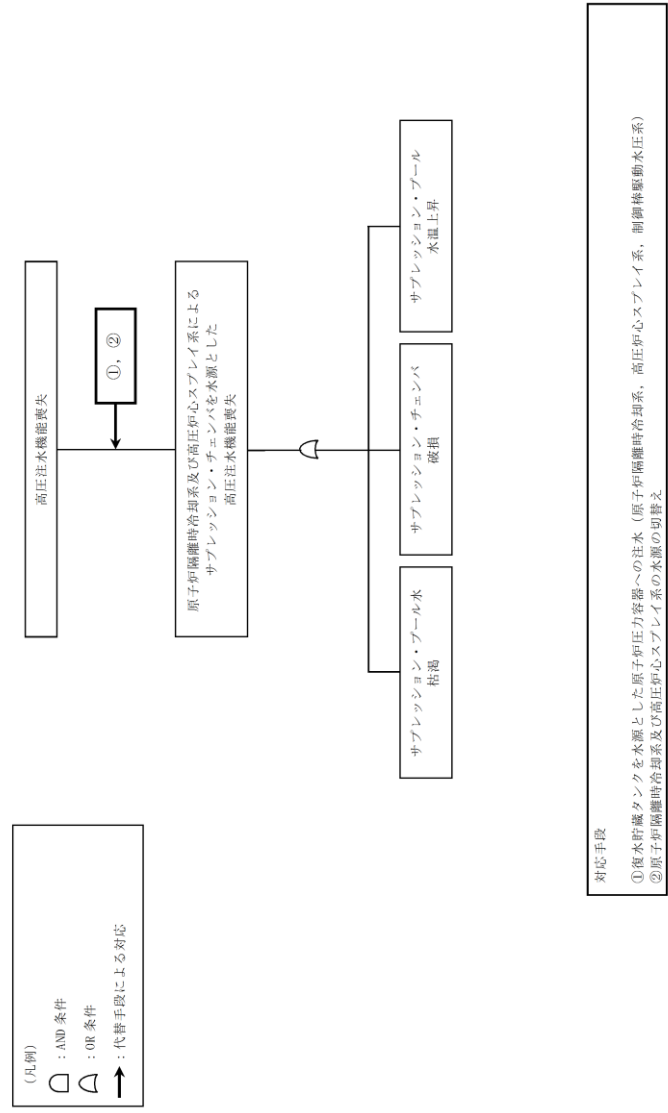 (凡例)
:AND 条件
:OR 条件
:代替手段による対応
高圧注水機能喪失
①,②
原子炉隔離時冷却系及び高圧炉心スプレイ系による
サプレッション・チェンバを水源とした
高圧注水機能喪失
サプレッション・プール水
枯渇
サプレッション・チェンバ
破損
サプレッション・プール
水温上昇
対応手段
①復水貯蔵タンクを水源とした原子炉圧力容器への注水(原子炉隔離時冷却系,高圧炉心スプレイ系,制御棒駆動水圧系)
②原子炉隔離時冷却系及び高圧炉心スプレイ系の水源の切替え